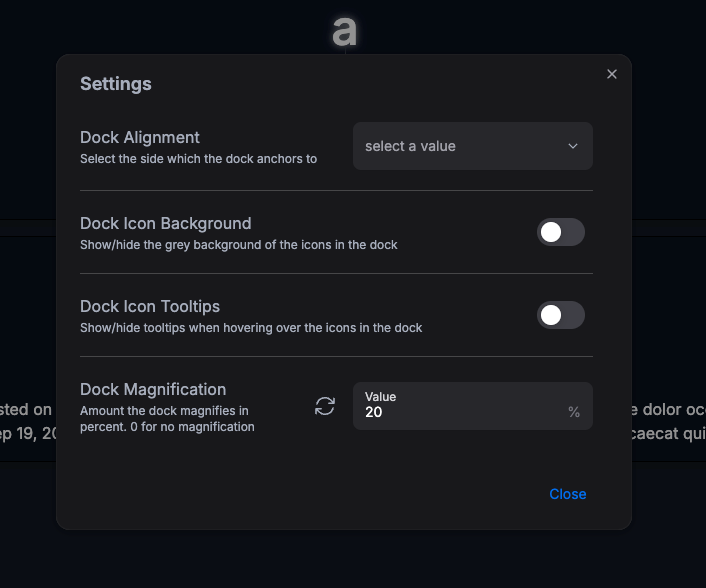 a
Settings
Dock Alignment
Select the side which the dock anchors to
select a value
Dock Icon Background
Show/hide the grey background of the icons in the dock
Dock Icon Tooltips
Show/hide tooltips when hovering over the icons in the dock
Dock Magnification
Amount the dock magnifies in
percent. 0 for no magnification
Value
20
%
sted on
e dolor occ
ep 19, 20
caecat qui
Close